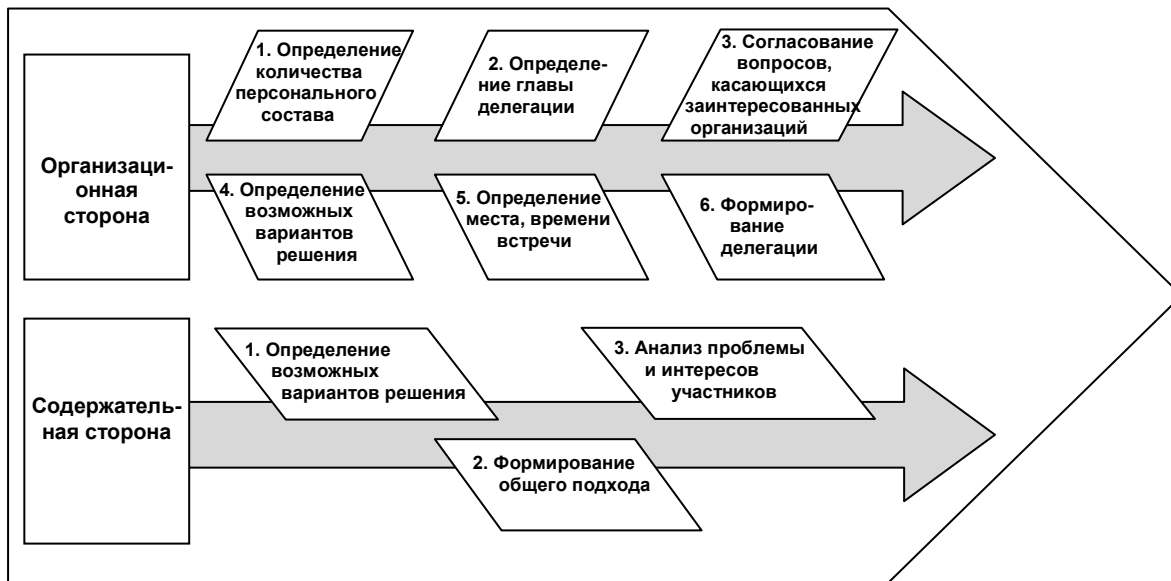 Организаци-
онная
сторона
1. Определение
количества
персонального
состава
2. Определе-
ние главы
делегации
3. Согласование
вопросов,
касающихся
заинтересованных
организаций
4. Определение
возможных
вариантов
решения
5. Определение
места, времени
встречи
6. Формиро-
вание
делегации
Содержатель-
ная сторона
1. Определение
возможных
вариантов решения
3. Анализ проблемы
и интересов
участников
2. Формирование
общего подхода